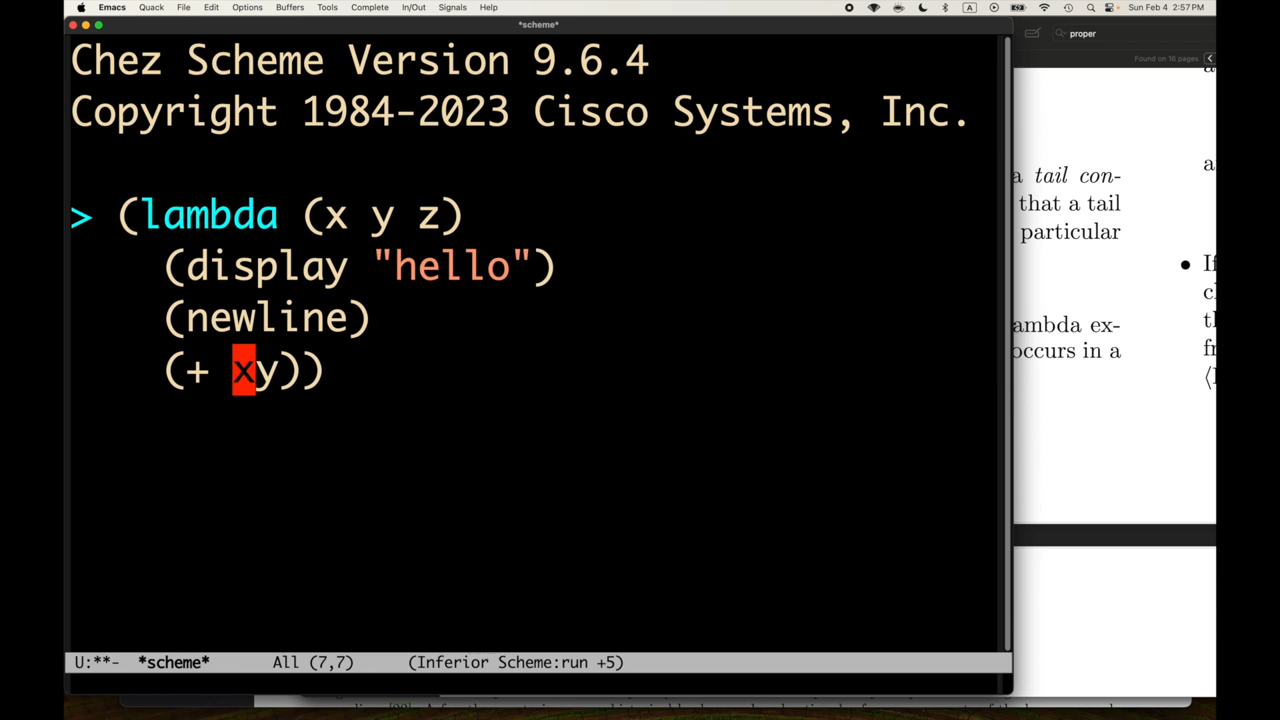 Emacs Quack File Edit Options Buffers Tools Complete In/Out Signals Help
A
Sun Feb 4 2:57 PM
*scheme*
proper
Found on 16 pages
Chez Scheme Version 9.6.4
Copyright 1984-2023 Cisco Systems, Inc.
> (lambda (x y z)
(display "hello")
(newline)
(+ xy))
a tail con-
that a tail
particular
ambda ex-
occurs in a
• If
U:**- *scheme* All (7,7) (Inferior Scheme:run +5)